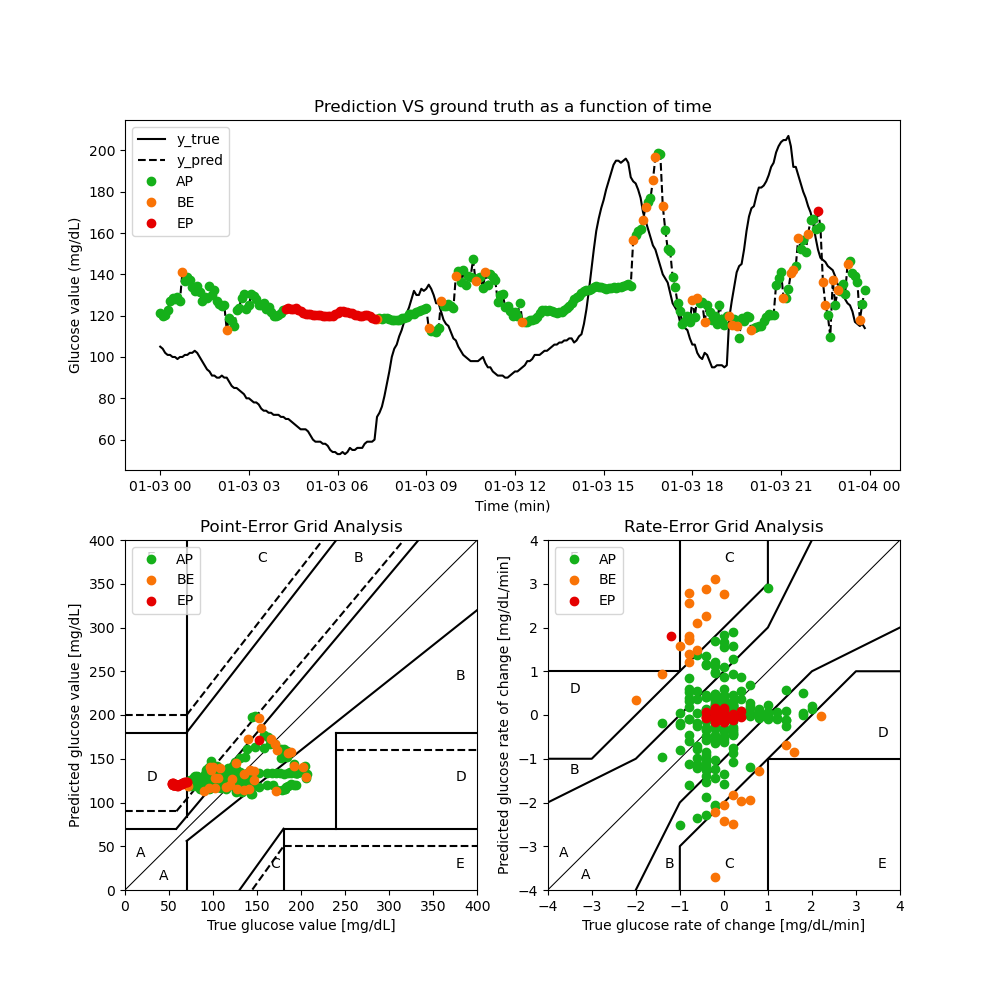 Prediction VS ground truth as a function of time
Glucose value (mg/dL)
200
180
160
140
120
100
80
60
y_true
y_pred
AP
BE
EP
01-03 00 01-03 03 01-03 06 01-03 09 01-03 12 01-03 15 01-03 18 01-03 21 01-04 00
Time (min)
Point-Error Grid Analysis
Predicted glucose value [mg/dL]
400
350
300
250
200
150
100
50
0
AP
BE
EP
C
B
B
D
D
A
A
C
E
0 50 100 150 200 250 300 350 400
True glucose value [mg/dL]
Rate-Error Grid Analysis
Predicted glucose rate of change [mg/dL/min]
4
3
2
1
0
−1
−2
−3
−4
AP
BE
EP
C
D
D
B
A
A
B
C
E
−4 −3 −2 −1 0 1 2 3 4
True glucose rate of change [mg/dL/min]